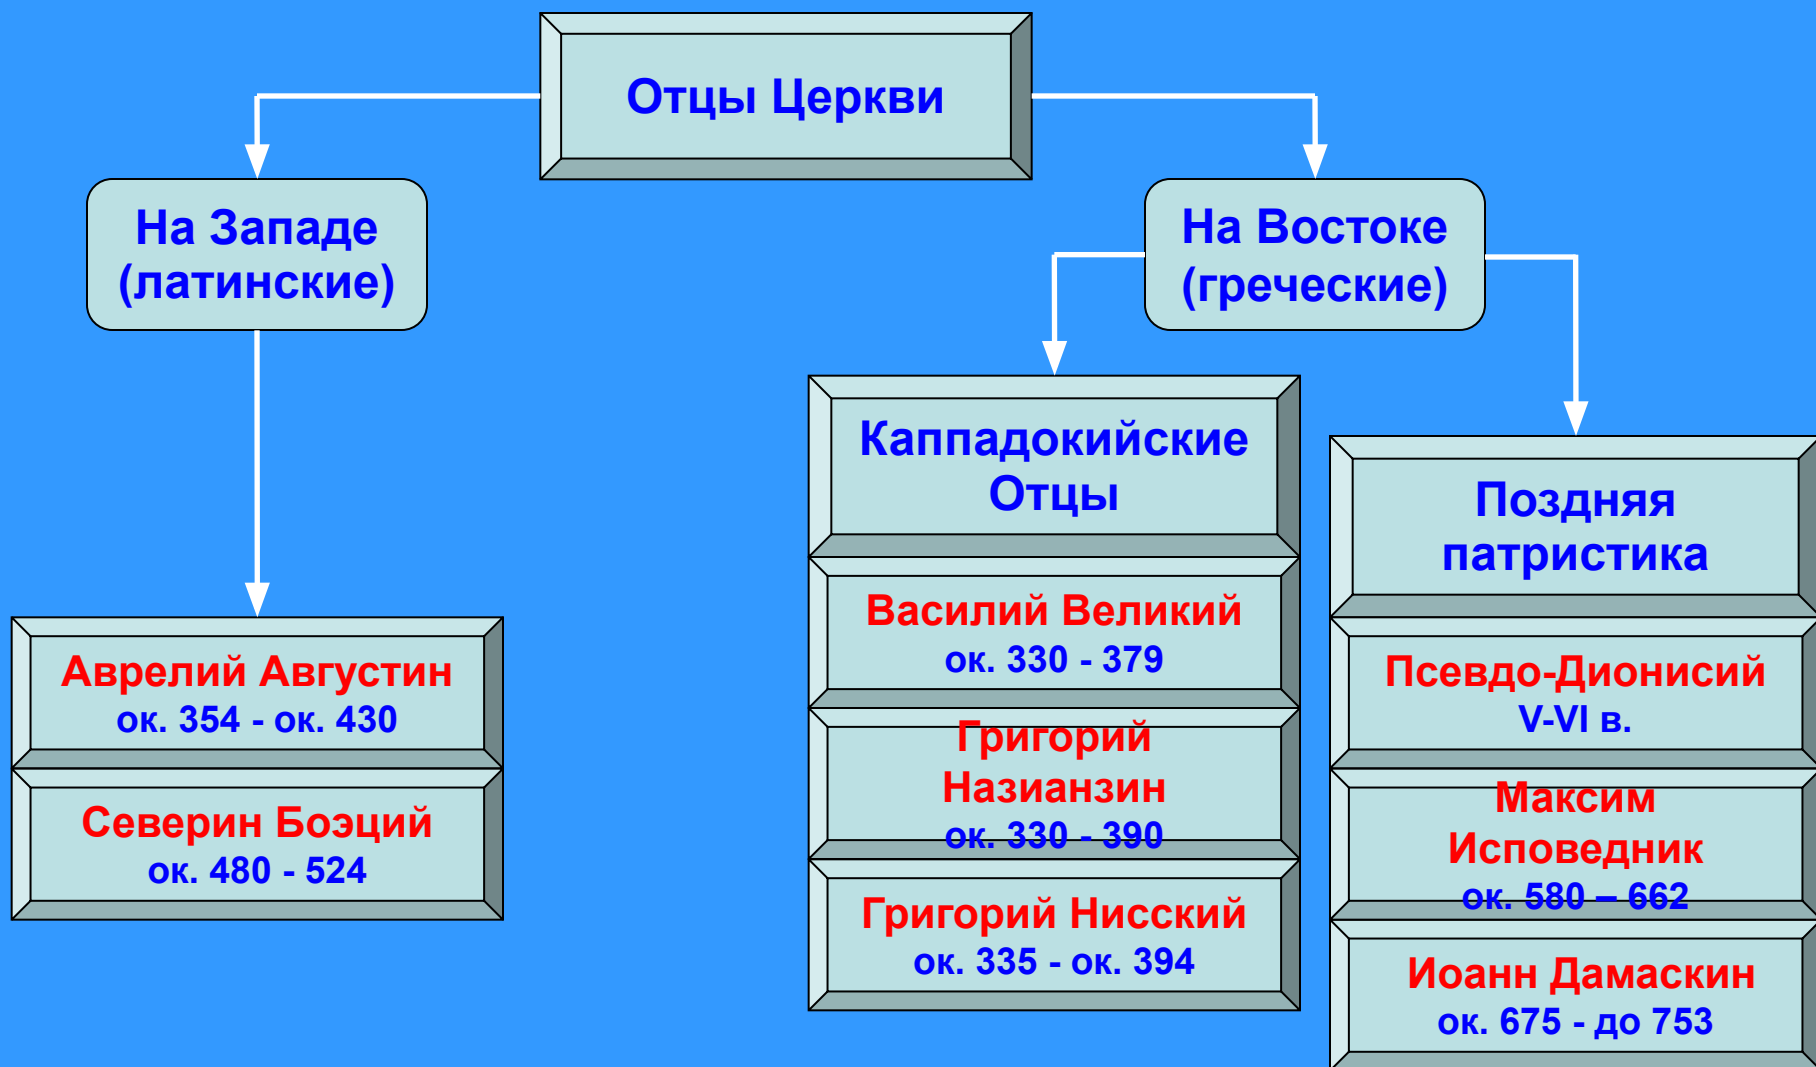 Отцы Церкви
На Западе
(латинские)
Аврелий Августин
ок. 354 - ок. 430
Северин Боэций
ок. 480 - 524
На Востоке
(греческие)
Каппадокийские
Отцы
Василий Великий
ок. 330 - 379
Григорий
Назианзин
ок. 330 - 390
Григорий Нисский
ок. 335 - ок. 394
Поздняя
патристика
Псевдо-Дионисий
V-VI в.
Максим
Исповедник
ок. 580 – 662
Иоанн Дамаскин
ок. 675 - до 753